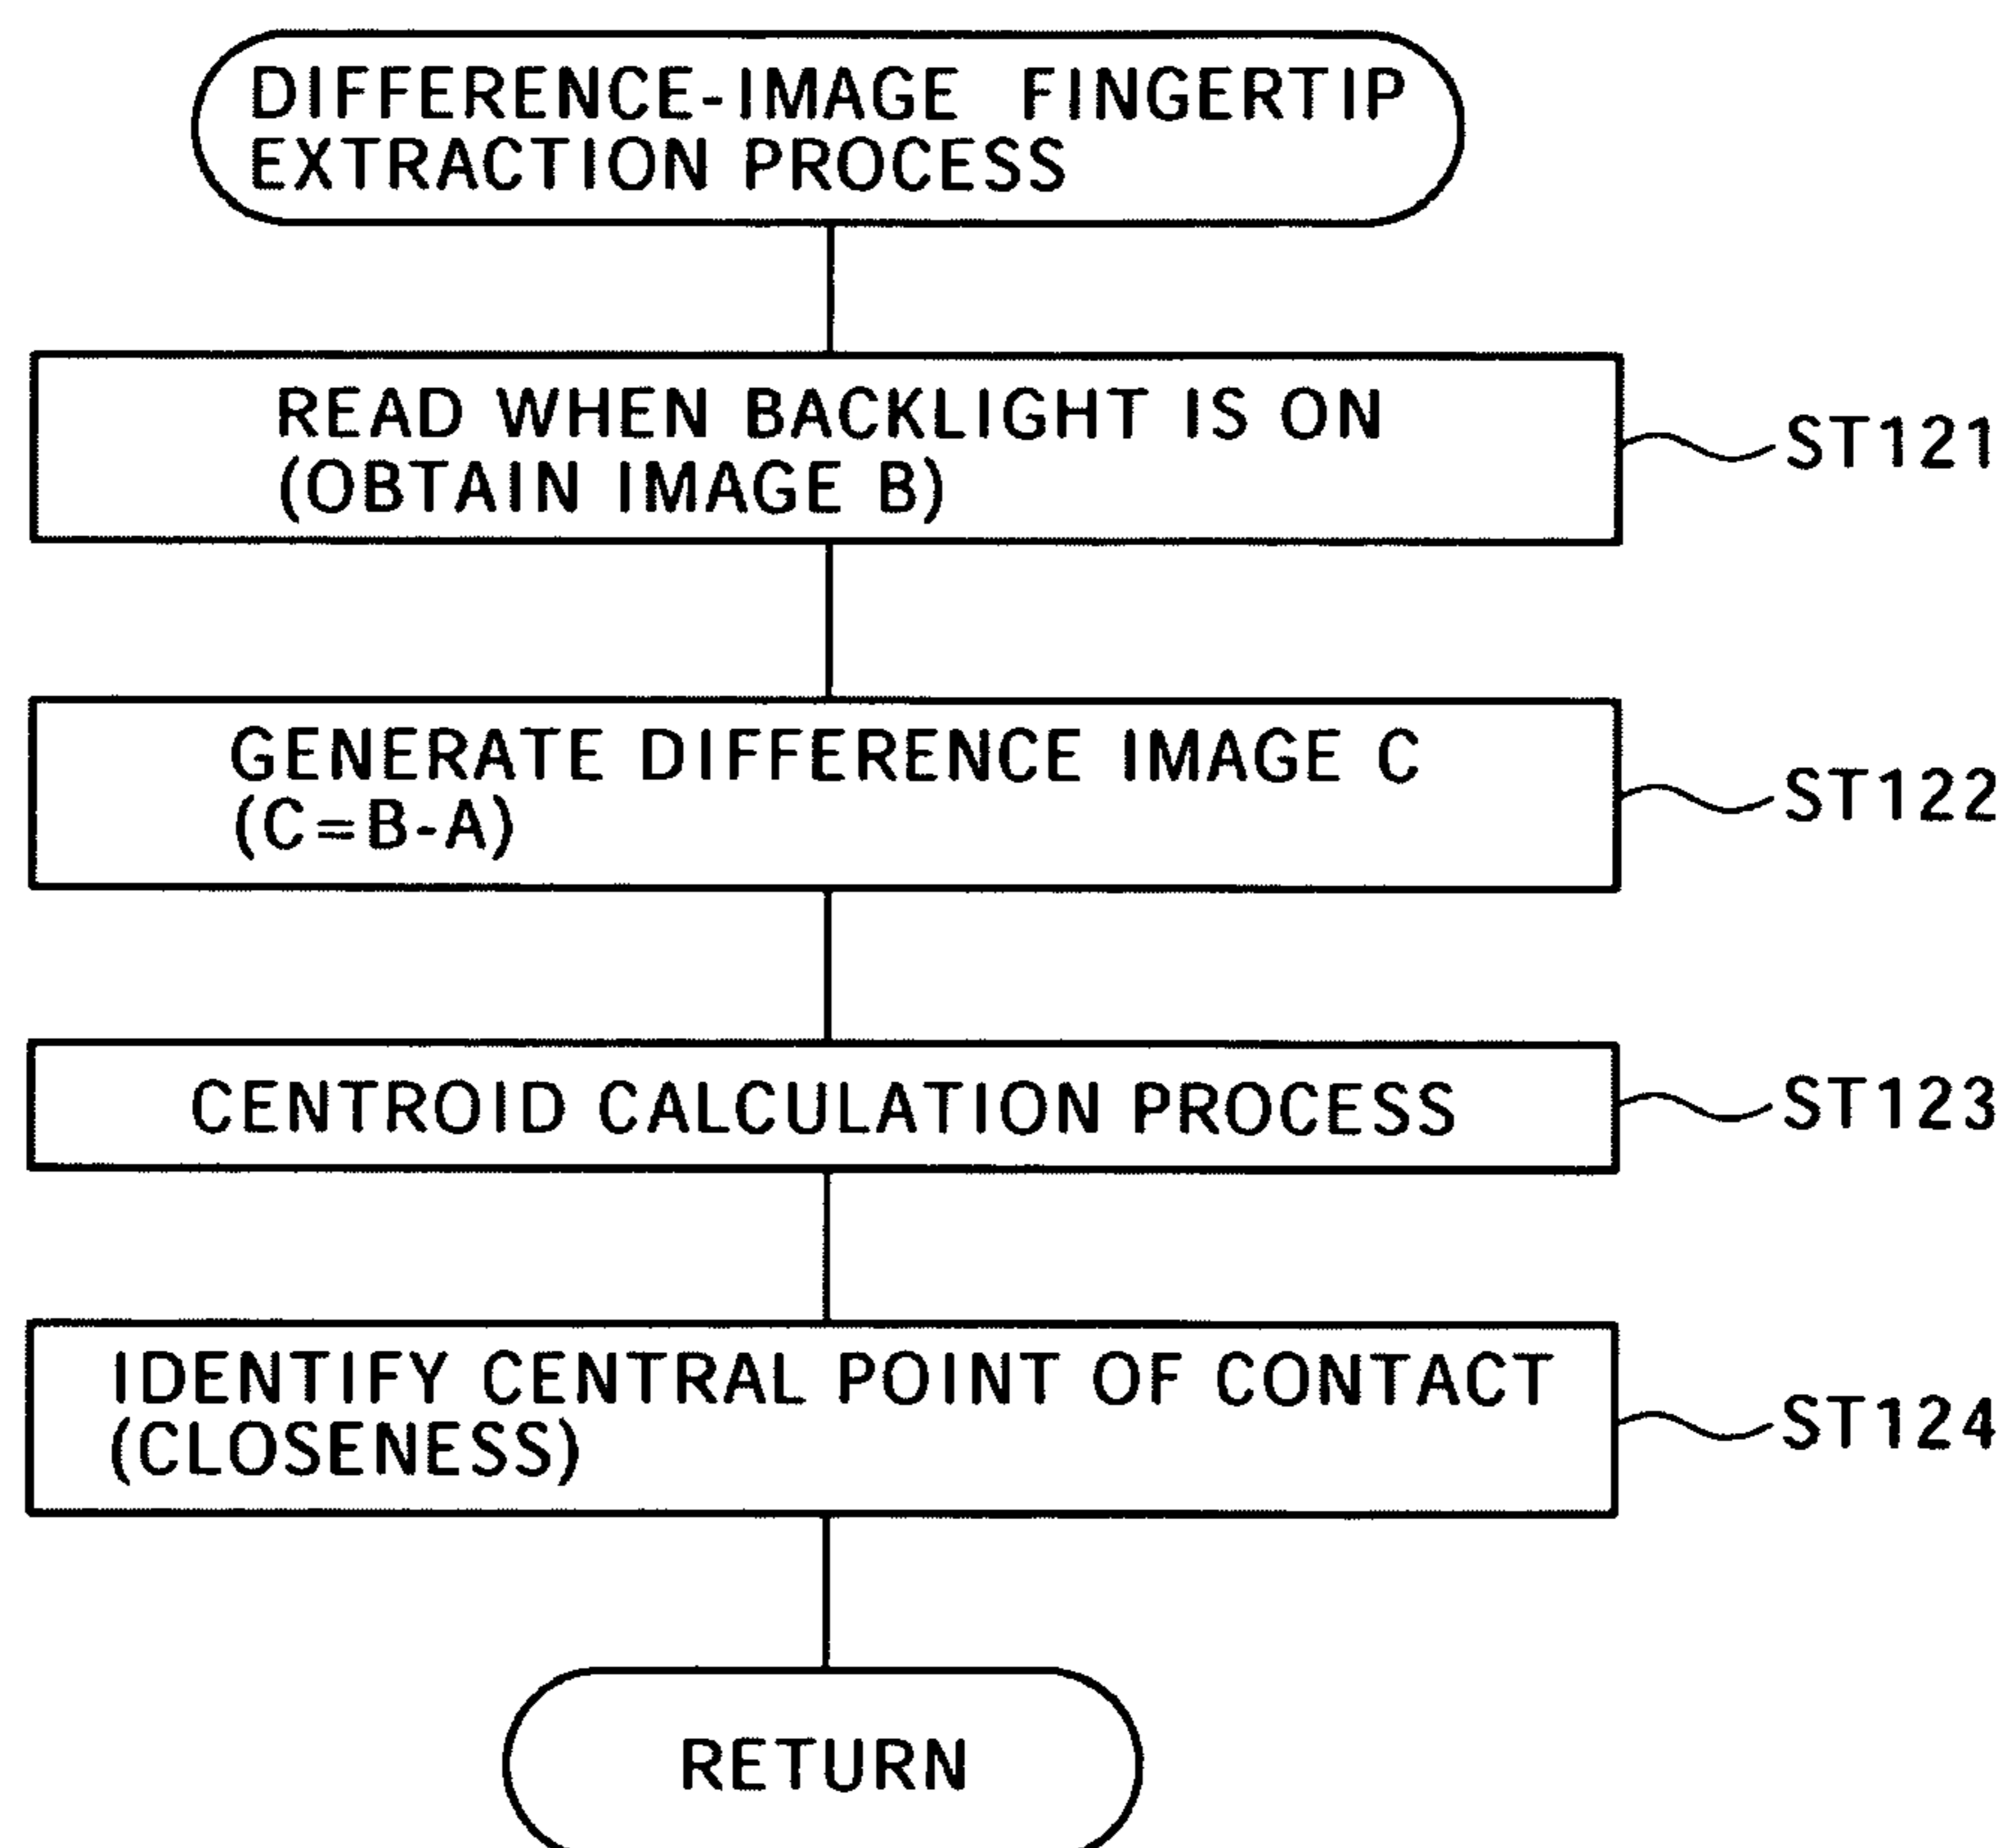 DIFFERENCE-IMAGE FINGERTIP
EXTRACTION PROCESS
READ WHEN BACKLIGHT IS ON
(OBTAIN IMAGE B)
ST121
GENERATE DIFFERENCE IMAGE C
(C=B-A)
ST122
CENTROID CALCULATION PROCESS
ST123
IDENTIFY CENTRAL POINT OF CONTACT
(CLOSENESS)
ST124
RETURN